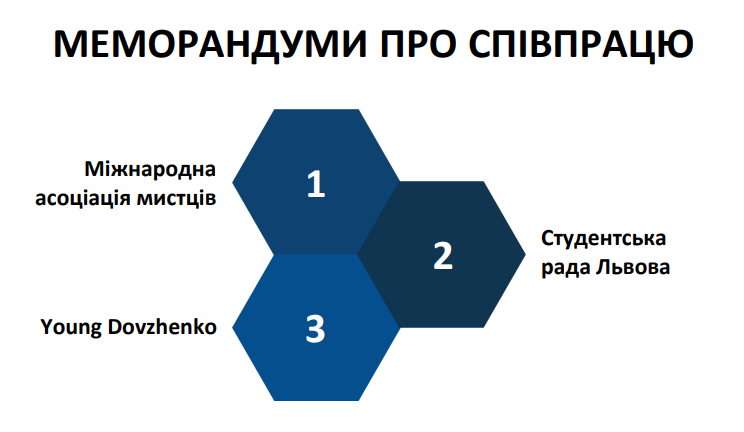 МЕМОРАНДУМИ ПРО СПІВПРАЦЮ
Міжнародна
асоціація мистців
1
2
Студентська
рада Львова
Young Dovzhenko
3